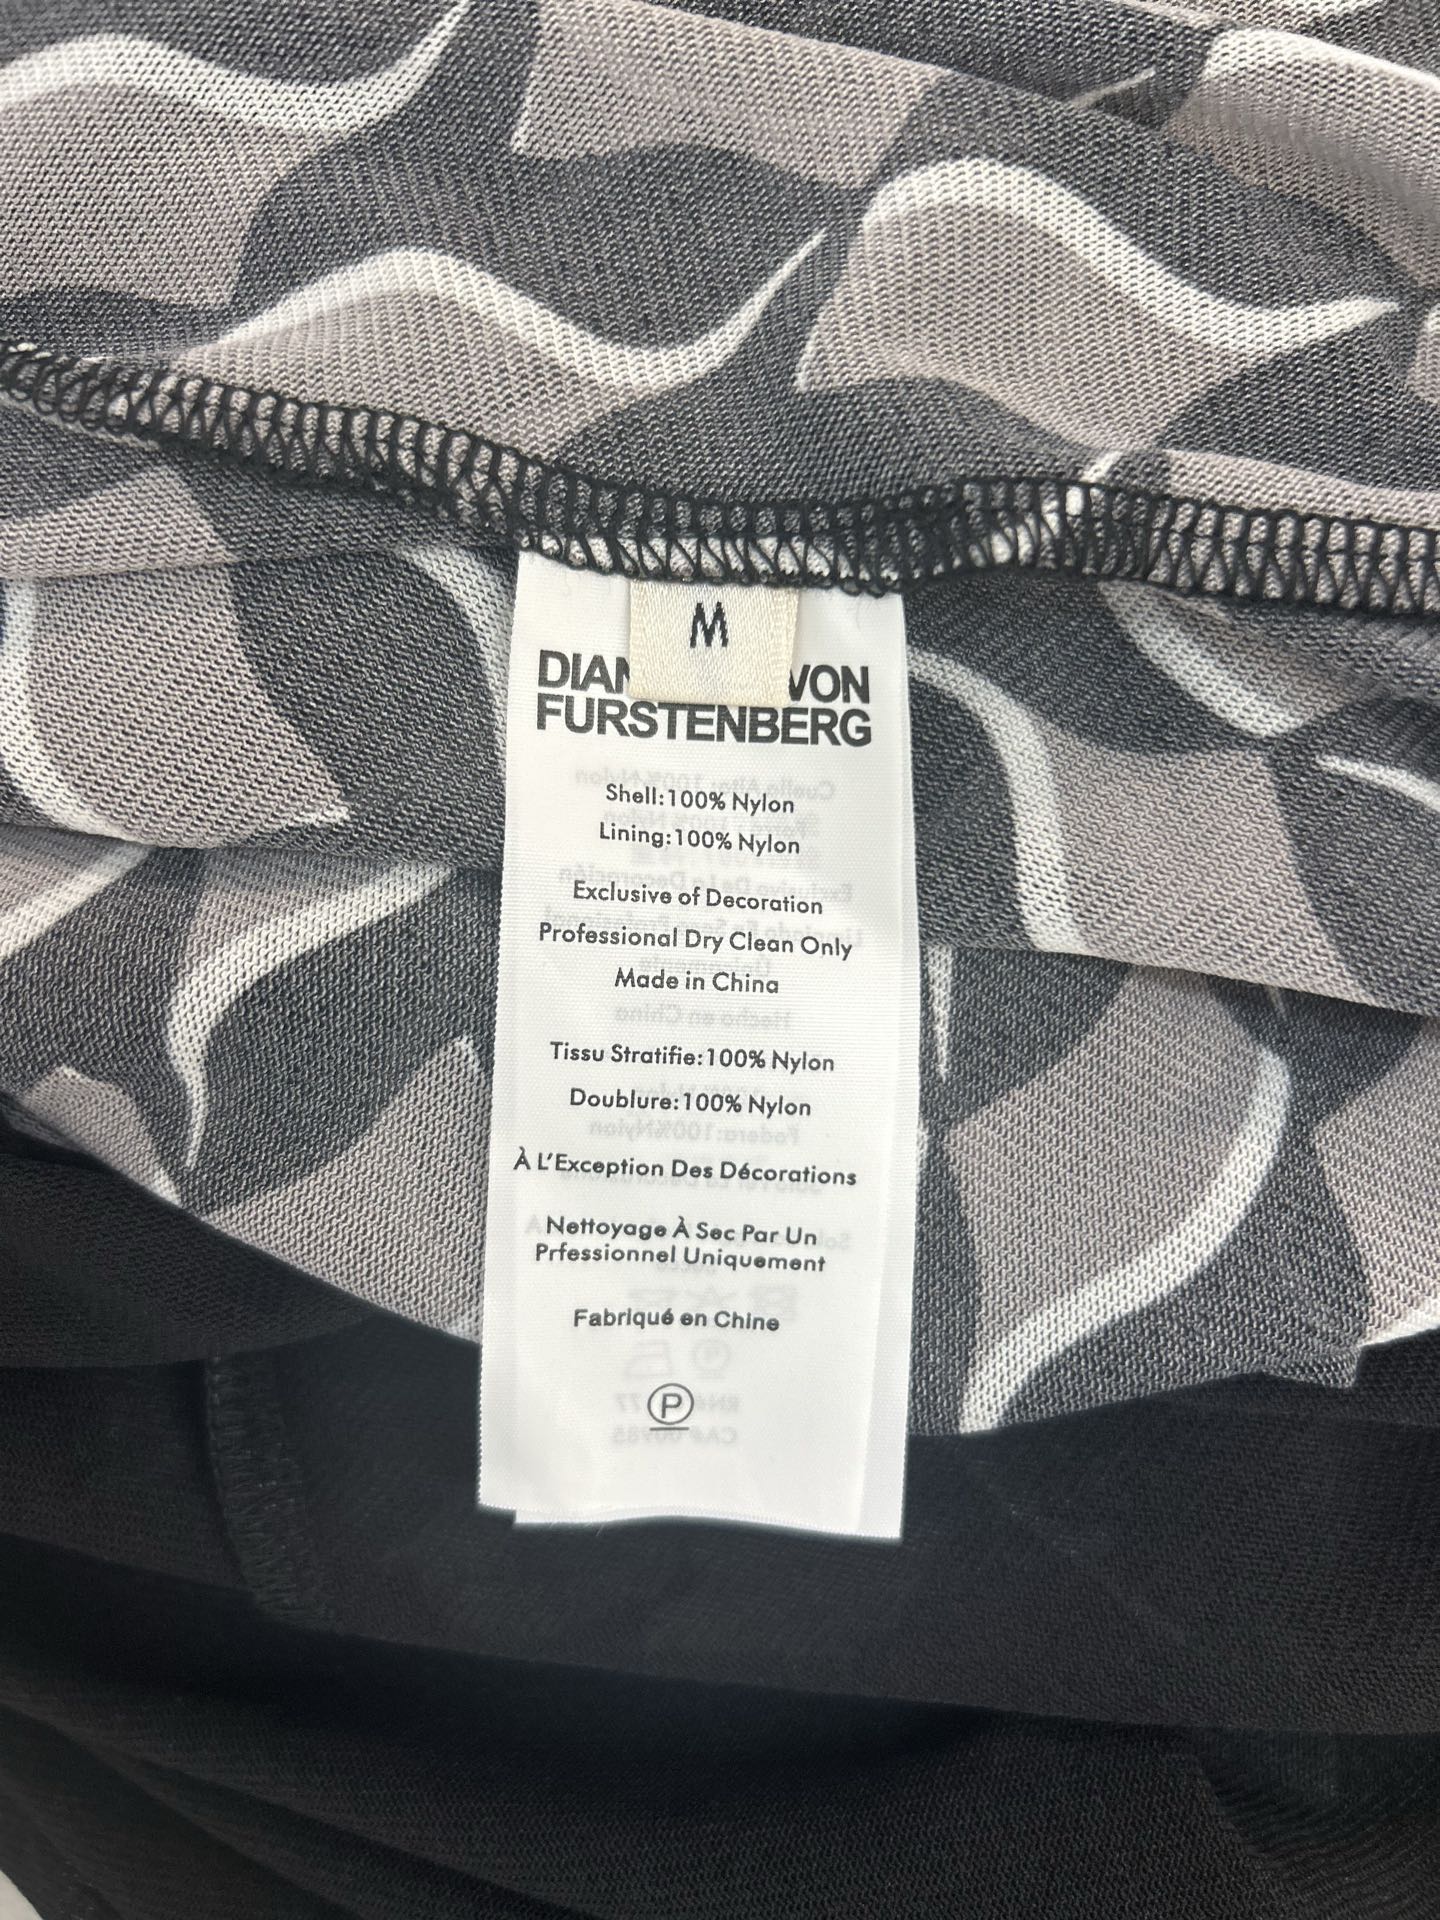 M
VON
FURSTENBERG
Shell:100% Nylon
Lining:100% Nylon
Exclusive of Decoration
Professional Dry Clean Only
Made in China
Tissu Stratifie:100% Nylon
Doublure:100% Nylon
À L'Exception Des Décorations
Nettoyage À Sec Par Un
Prfessionnel Uniquement
Fabriqué en Chine
P